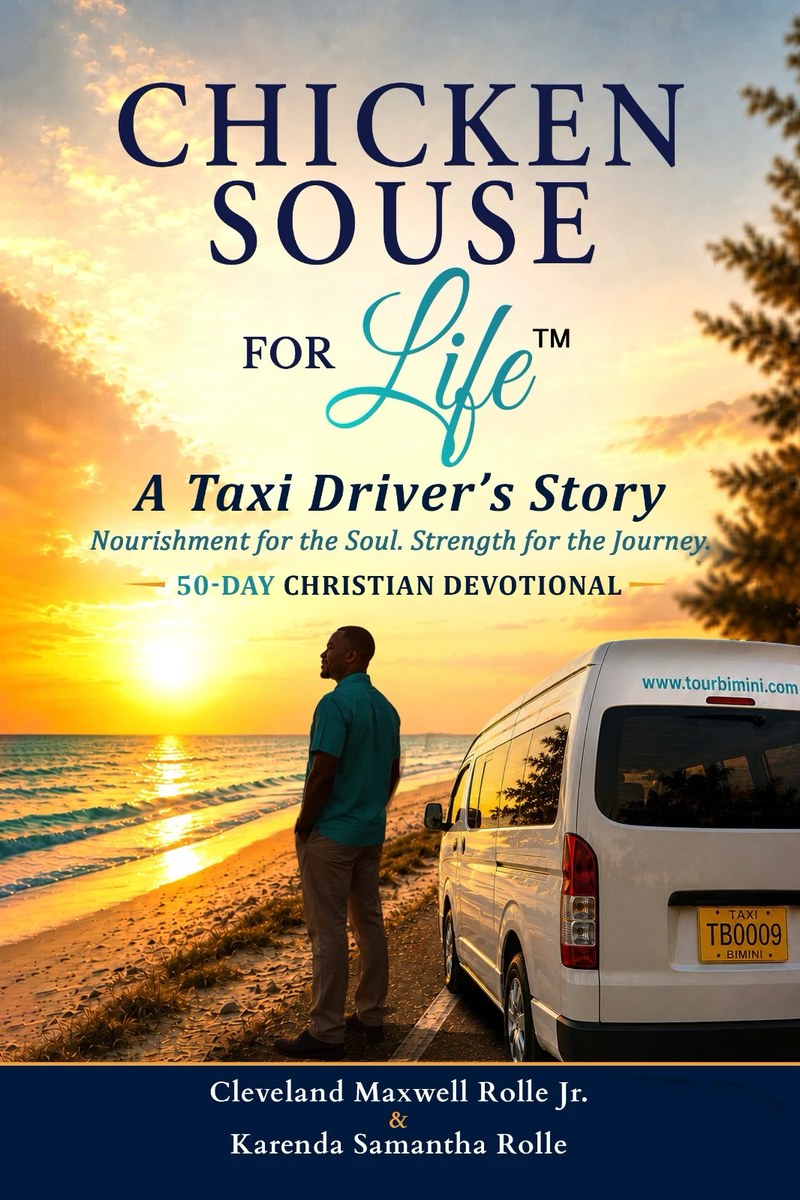 CHICKEN
SOUSE
FOR Life™
A Taxi Driver's Story
Nourishment for the Soul. Strength for the Journey.
50-DAY CHRISTIAN DEVOTIONAL
www.tourbimini.com
TAXI
TB0009
• BIMINI •
Cleveland Maxwell Rolle Jr.
&
Karenda Samantha Rolle